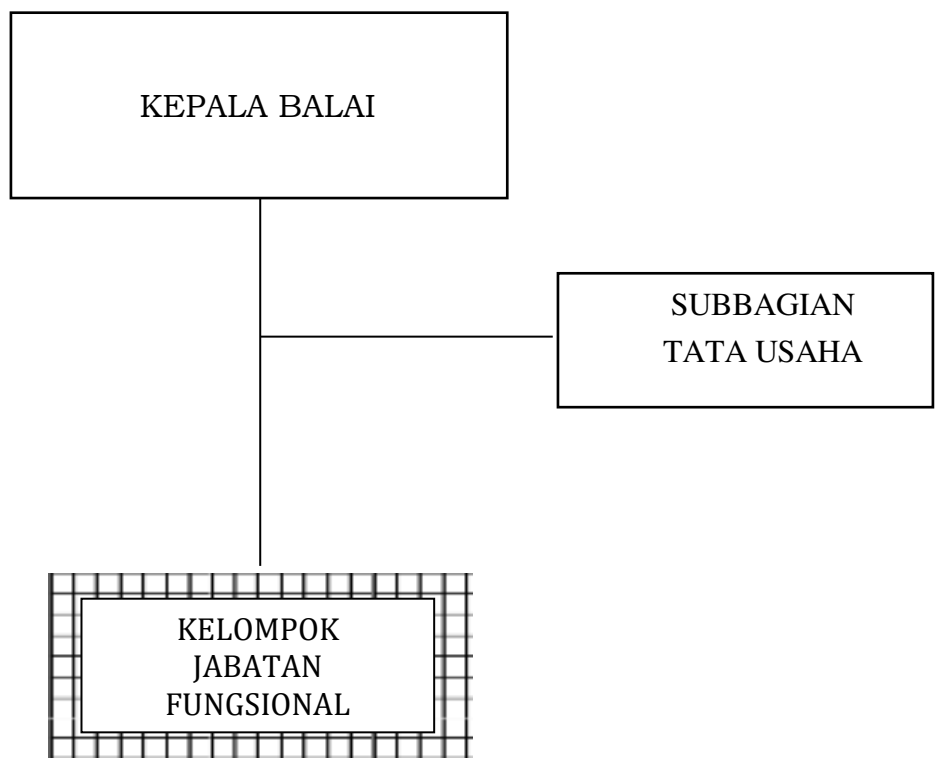 KEPALA BALAI
SUBBAGIAN
TATA USAHA
KELOMPOK
JABATAN
FUNGSIONAL